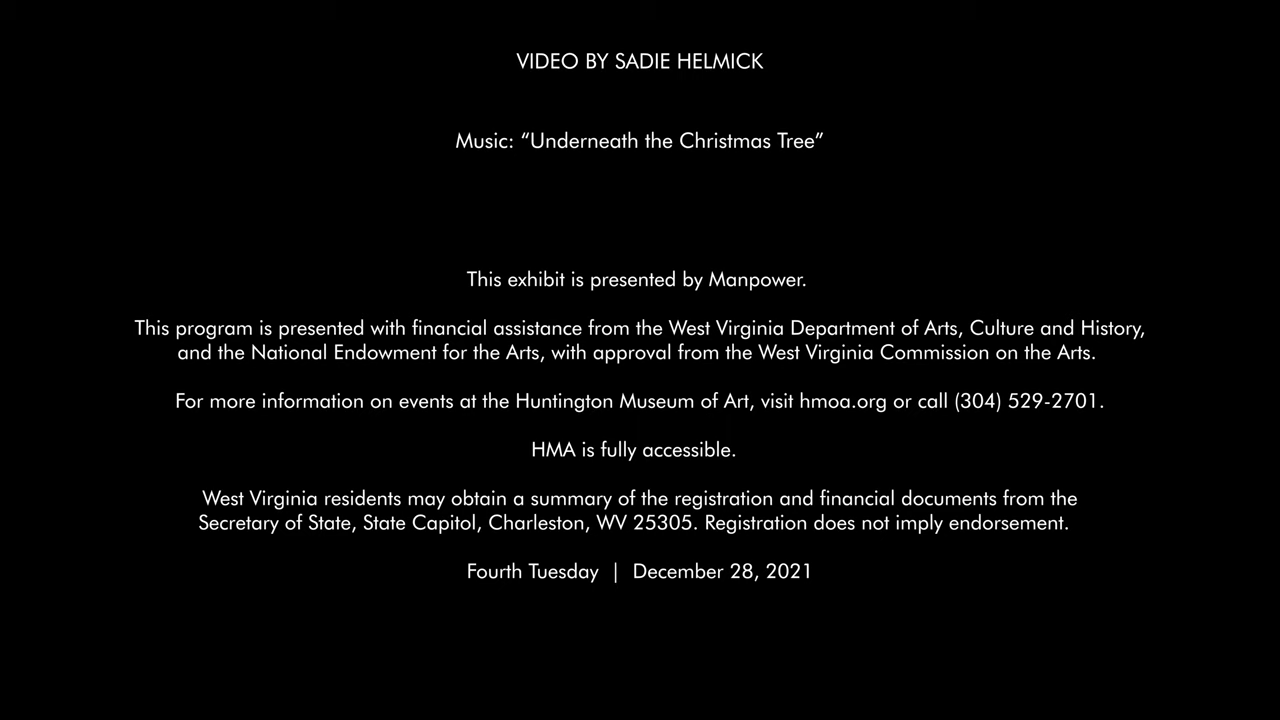 VIDEO BY SADIE HELMICK
Music: “Underneath the Christmas Tree”
This exhibit is presented by Manpower.
This program is presented with financial assistance from the West Virginia Department of Arts, Culture and History,
and the National Endowment for the Arts, with approval from the West Virginia Commission on the Arts.
For more information on events at the Huntington Museum of Art, visit hmoa.org or call (304) 529-2701.
HMA is fully accessible.
West Virginia residents may obtain a summary of the registration and financial documents from the
Secretary of State, State Capitol, Charleston, WV 25305. Registration does not imply endorsement.
Fourth Tuesday | December 28, 2021